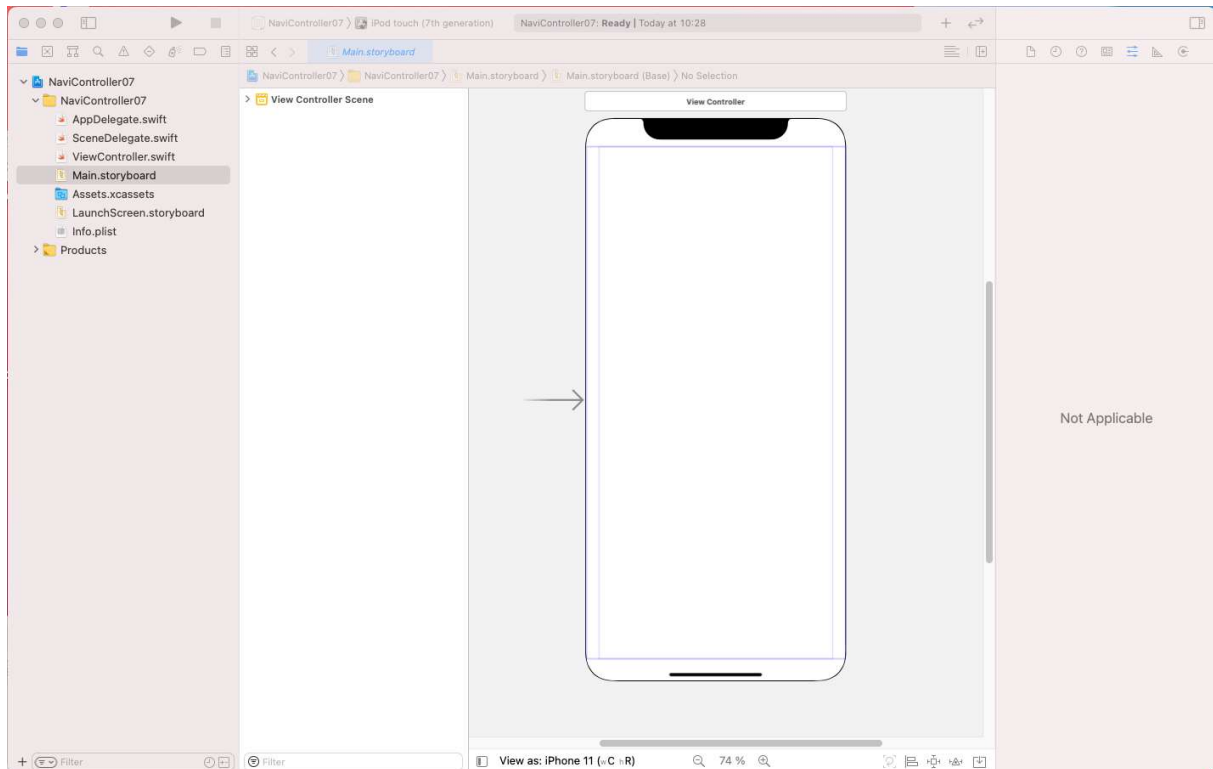 NaviController07 〉 iPod touch (7th generation)
NaviController07: Ready | Today at 10:28
Main.storyboard
NaviController07 〉 NaviController07 〉 Main.storyboard 〉 Main.storyboard (Base) 〉 No Selection
NaviController07
NaviController07
AppDelegate.swift
SceneDelegate.swift
ViewController.swift
Main.storyboard
Assets.xcassets
LaunchScreen.storyboard
Info.plist
Products
View Controller Scene
View Controller
Not Applicable
Filter
Filter
View as: iPhone 11 (wC hR)
74 %